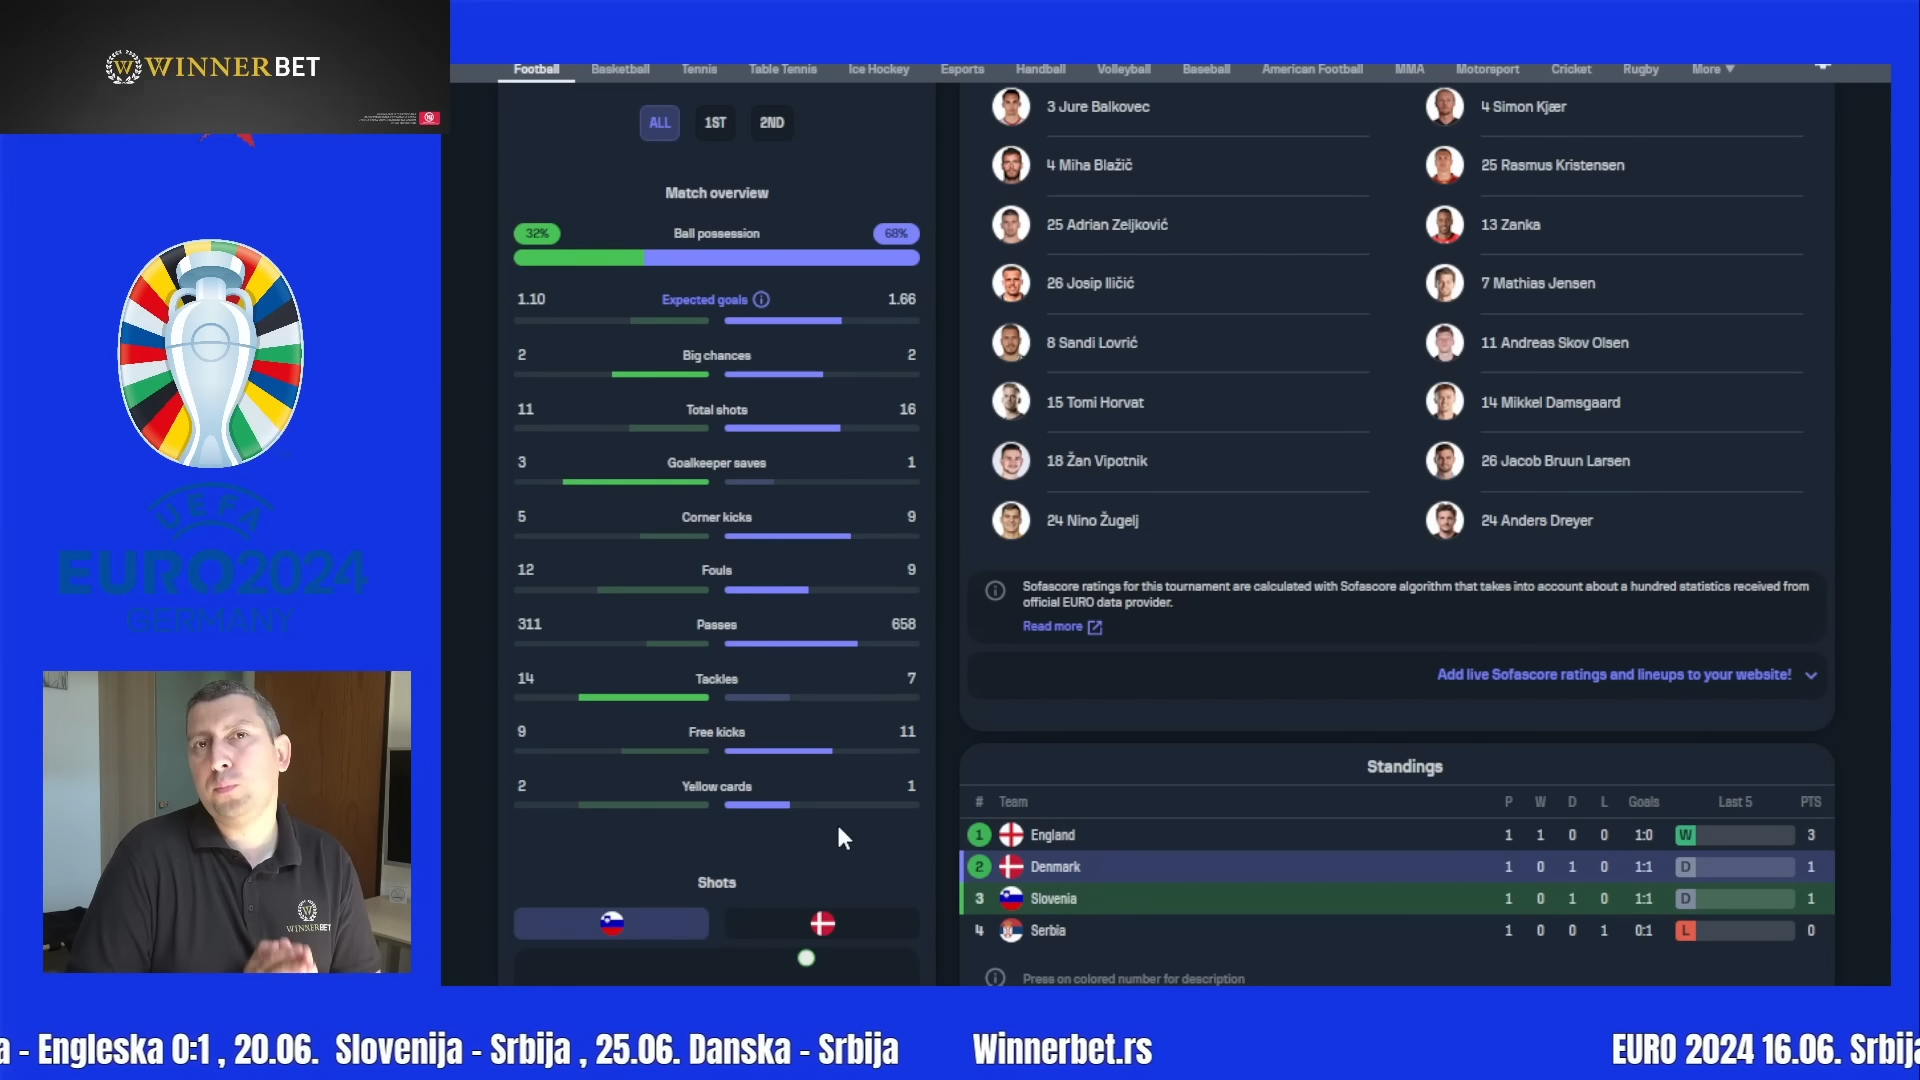 WINNERBET
Football Basketball Tennis Table Tennis Ice Hockey Esports Handball Volleyball Baseball American Football MMA Motorsport Cricket Rugby More
ALL 1ST 2ND
Match overview
32% Ball possession 68%
1.10 Expected goals 1.66
2 Big chances 2
11 Total shots 16
3 Goalkeeper saves 1
5 Corner kicks 9
12 Fouls 9
311 Passes 658
14 Tackles 7
9 Free kicks 11
2 Yellow cards 1
Shots
3 Jure Balkovec
4 Miha Blažič
25 Adrian Zeljković
26 Josip Iličić
8 Sandi Lovrić
15 Tomi Horvat
18 Žan Vipotnik
24 Nino Žugelj
4 Simon Kjær
25 Rasmus Kristensen
13 Zanka
7 Mathias Jensen
11 Andreas Skov Olsen
14 Mikkel Damsgaard
26 Jacob Bruun Larsen
24 Anders Dreyer
Sofascore ratings for this tournament are calculated with Sofascore algorithm that takes into account about a hundred statistics received from
official EURO data provider.
Read more
Add live Sofascore ratings and lineups to your website!
Standings
# Team P W D L Goals Last 5 PTS
1 England 1 1 0 0 1:0 W 3
2 Denmark 1 0 1 0 1:1 D 1
3 Slovenia 1 0 1 0 1:1 D 1
4 Serbia 1 0 0 1 0:1 L 0
Press on colored number for description
UEFA
EURO2024
GERMANY
WINNERBET
a - Engleska 0:1 , 20.06. Slovenija - Srbija , 25.06. Danska - Srbija Winnerbet.rs EURO 2024 16.06. Srbija